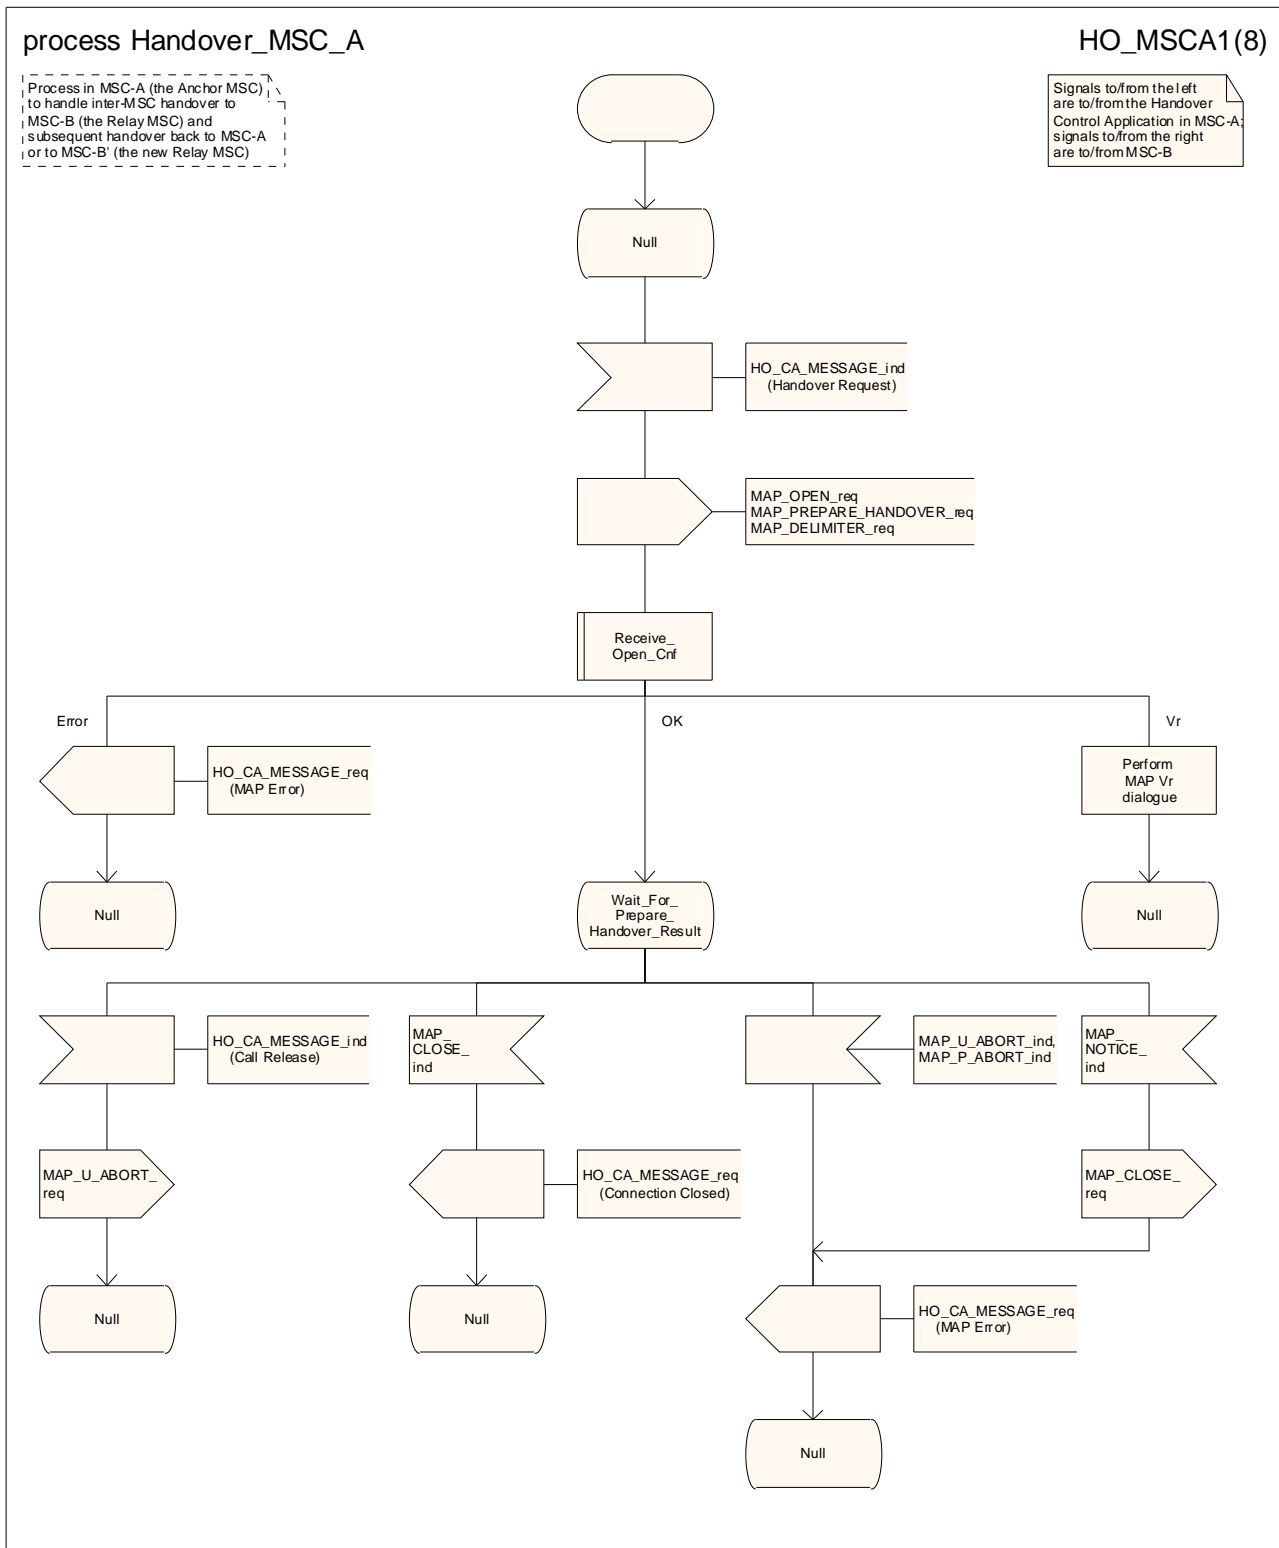 process Handover_MSC_A
HO_MSCA1(8)
Process in MSC-A (the Anchor MSC)
to handle inter-MSC handover to
MSC-B (the Relay MSC) and
subsequent handover back to MSC-A
or to MSC-B' (the new Relay MSC)
Signals to/from the left
are to/from the Handover
Control Application in MSC-A;
signals to/from the right
are to/from MSC-B
Null
HO_CA_MESSAGE_ind
(Handover Request)
MAP_OPEN_req
MAP_PREPARE_HANDOVER_req
MAP_DELIMITER_req
Receive_
Open_Cnf
Error
OK
Vr
HO_CA_MESSAGE_req
(MAP Error)
Perform
MAP Vr
dialogue
Null
Wait_For_
Prepare_
Handover_Result
Null
HO_CA_MESSAGE_ind
(Call Release)
MAP_
CLOSE_
ind
MAP_U_ABORT_ind,
MAP_P_ABORT_ind
MAP_
NOTICE_
ind
MAP_U_ABORT_
req
HO_CA_MESSAGE_req
(Connection Closed)
MAP_CLOSE_
req
Null
Null
HO_CA_MESSAGE_req
(MAP Error)
Null